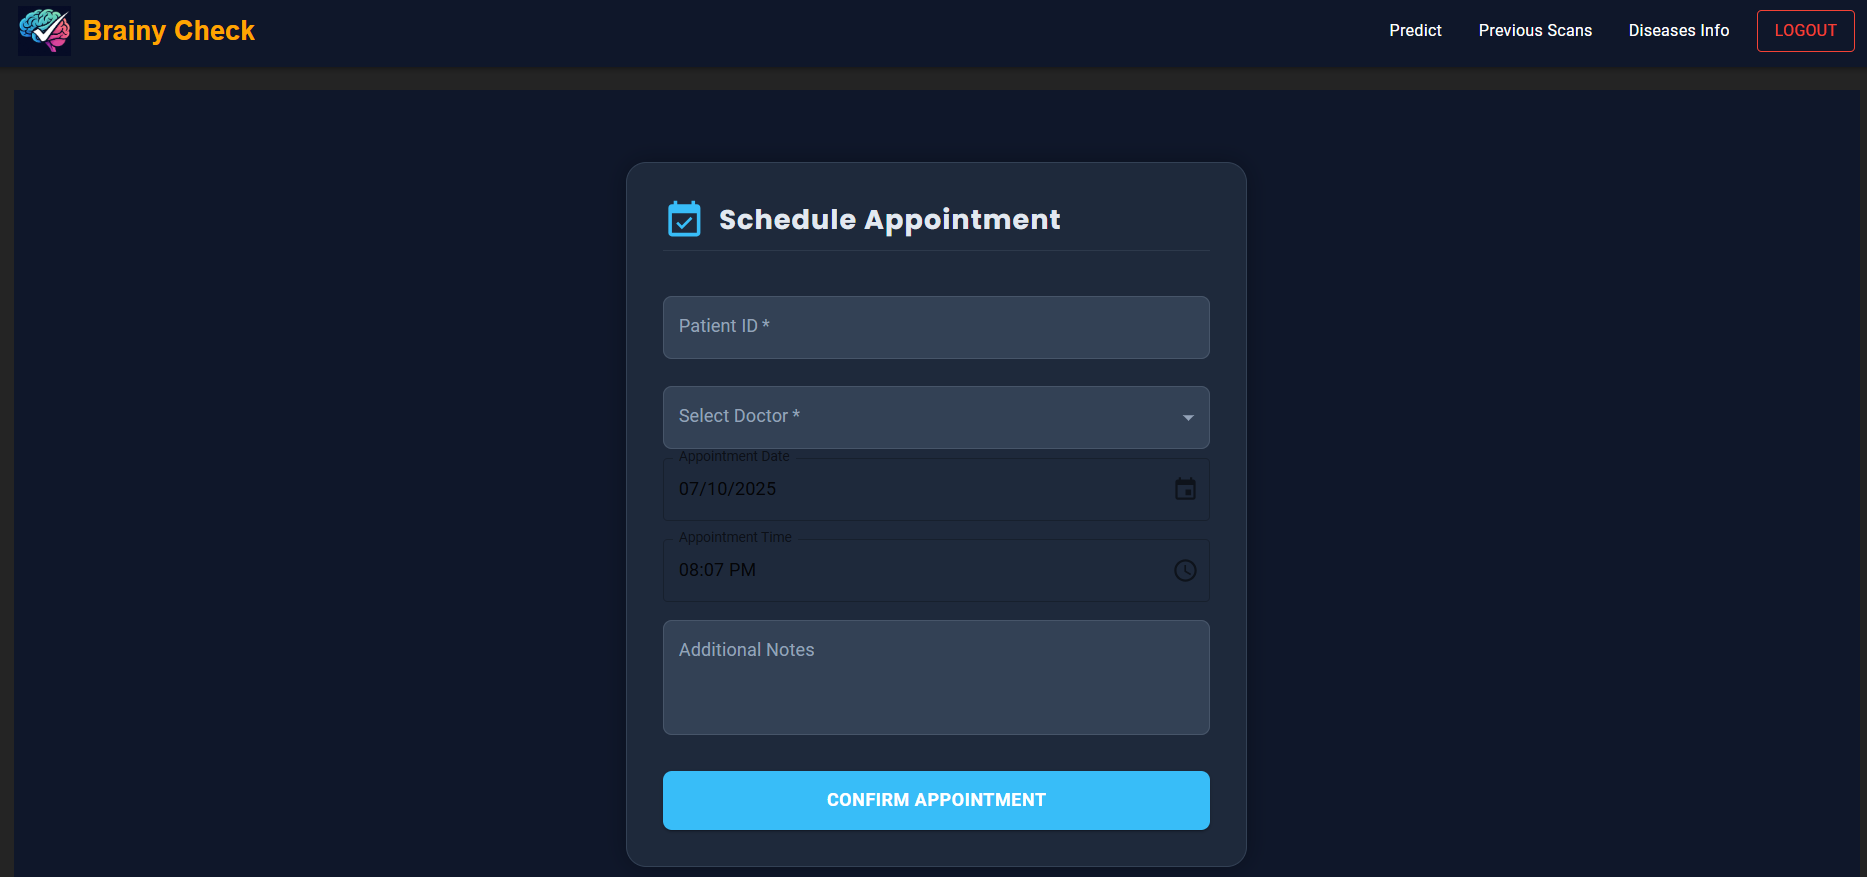 Brainy Check
Predict
Previous Scans
Diseases Info
LOGOUT
Schedule Appointment
Patient ID *
Select Doctor *
Appointment Date
07/10/2025
Appointment Time
08:07 PM
Additional Notes
CONFIRM APPOINTMENT